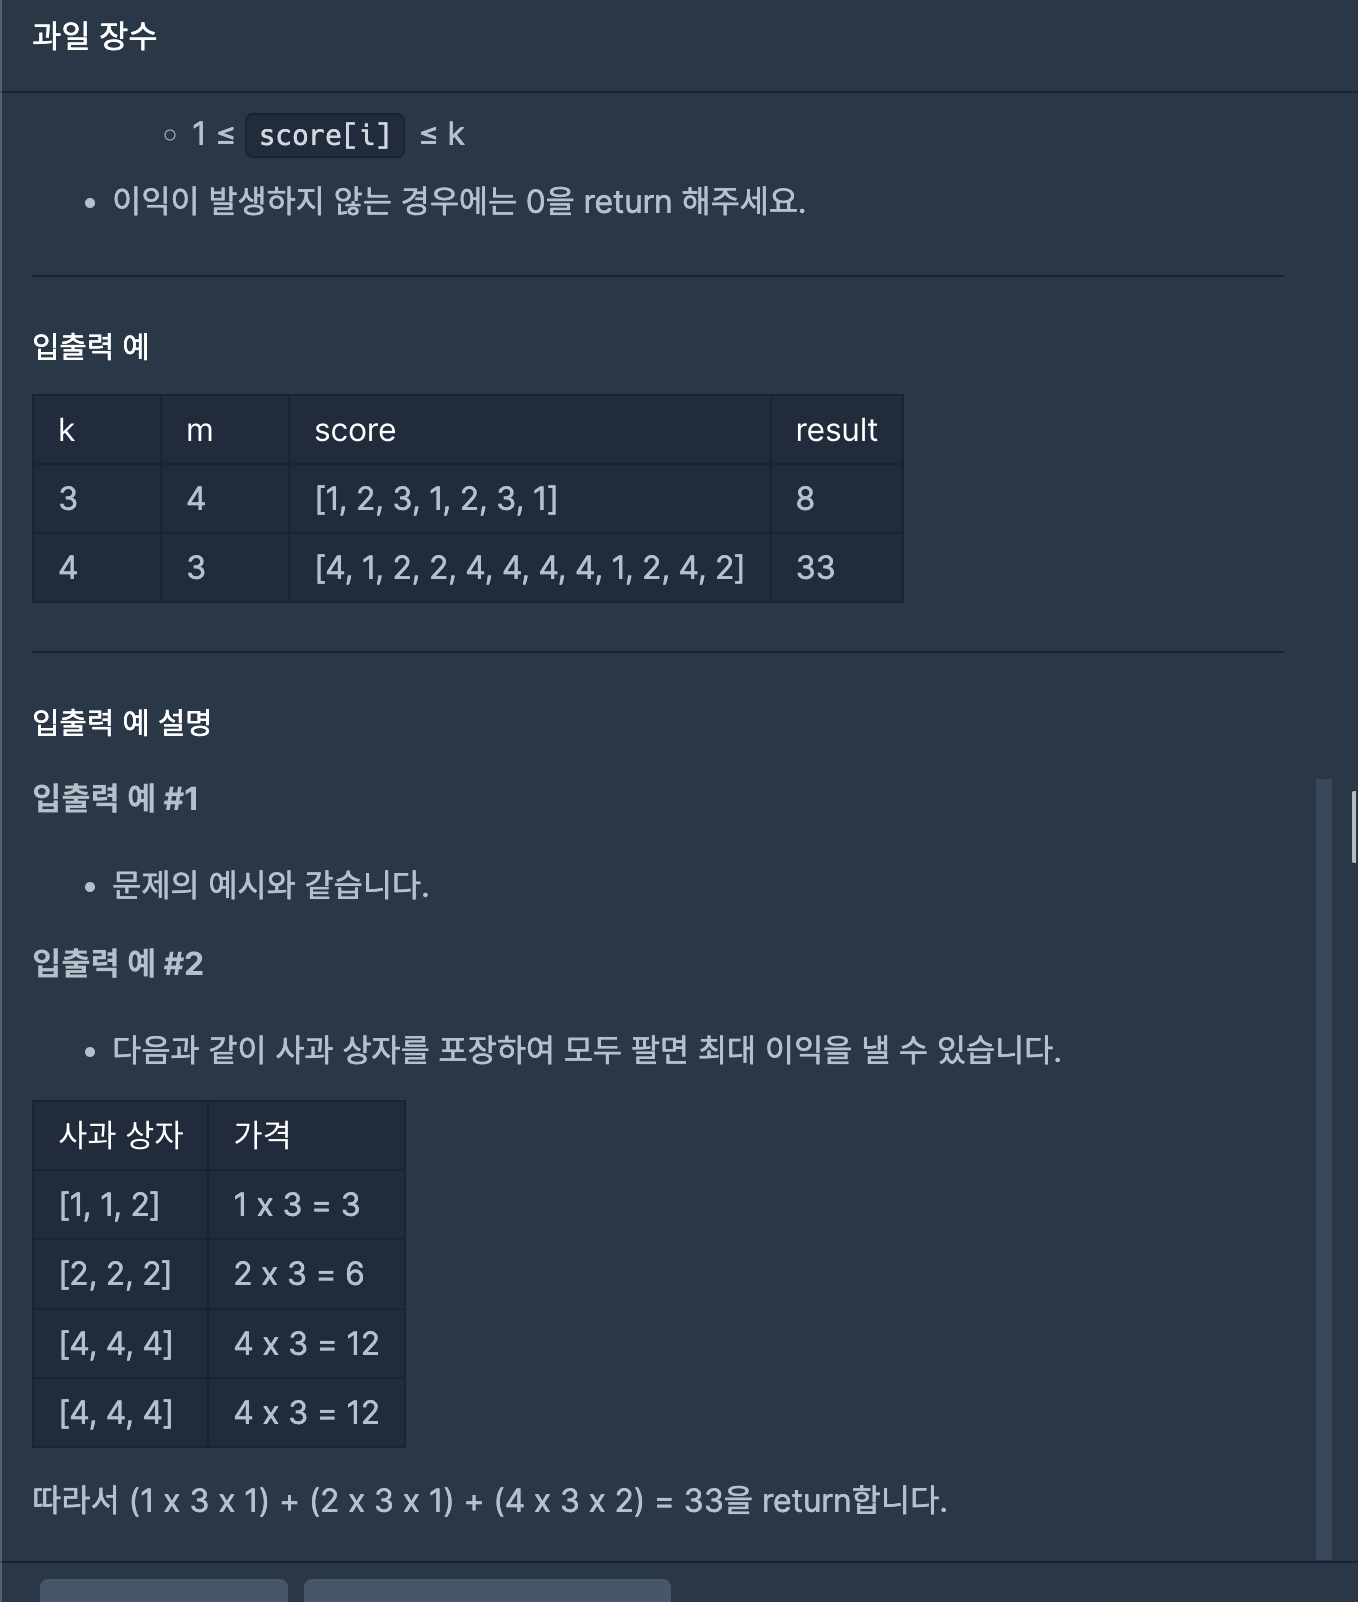 과일 장수
1 ≤ score[i] ≤ k
이익이 발생하지 않는 경우에는 0을 return 해주세요.
입출력 예
k m score result
3 4 [1, 2, 3, 1, 2, 3, 1] 8
4 3 [4, 1, 2, 2, 4, 4, 4, 4, 1, 2, 4, 2] 33
입출력 예 설명
입출력 예 #1
문제의 예시와 같습니다.
입출력 예 #2
다음과 같이 사과 상자를 포장하여 모두 팔면 최대 이익을 낼 수 있습니다.
사과 상자 가격
[1, 1, 2] 1 x 3 = 3
[2, 2, 2] 2 x 3 = 6
[4, 4, 4] 4 x 3 = 12
[4, 4, 4] 4 x 3 = 12
따라서 (1 x 3 x 1) + (2 x 3 x 1) + (4 x 3 x 2) = 33을 return합니다.